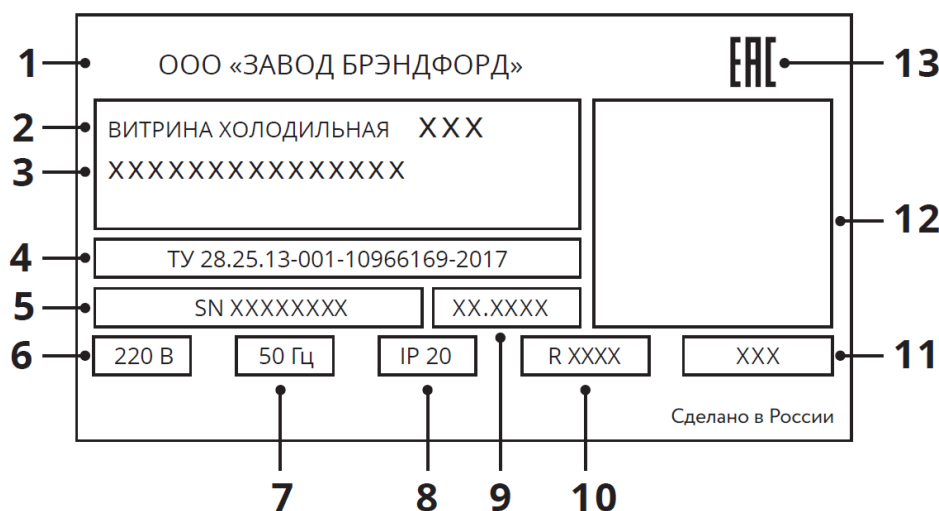 1 ООО «ЗАВОД БРЭНДФОРД» EAC 13
2 ВИТРИНА ХОЛОДИЛЬНАЯ XXX
3 XXXXXXXXXXXXXXX
12
4 ТУ 28.25.13-001-10966169-2017
5 SN XXXXXXXX XX.XXXX
6 220 В 50 Гц IP 20 R XXXX XXX 11
Сделано в России
7 8 9 10